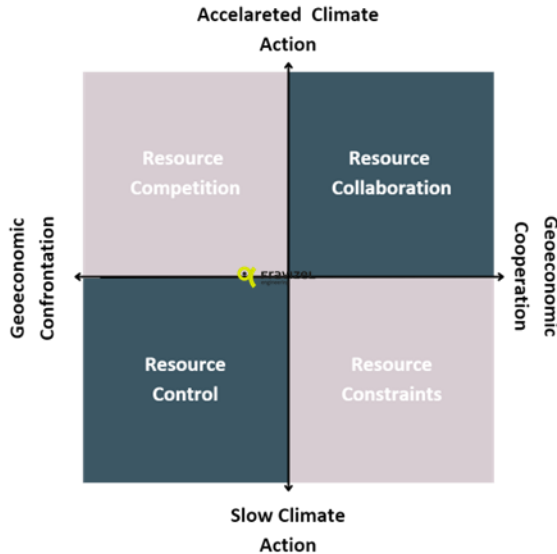 Accelareted Climate
Action
Resource
Competition
Resource
Collaboration
Geoeconomic
Confrontation
Geoeconomic
Cooperation
Resource
Control
Resource
Constraints
Slow Climate
Action